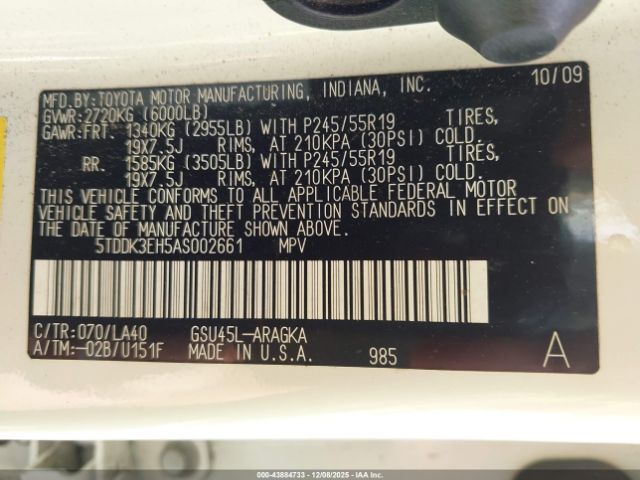 MFD.BY:TOYOTA MOTOR MANUFACTURING, INDIANA, INC. 10/09
GVWR:2720KG (6000LB)
GAWR:FRT. 1340KG (2955LB) WITH P245/55R19 TIRES,
19X7.5J RIMS, AT 210KPA (30PSI) COLD.
RR. 1585KG (3505LB) WITH P245/55R19 TIRES,
19X7.5J RIMS, AT 210KPA (30PSI) COLD.
THIS VEHICLE CONFORMS TO ALL APPLICABLE FEDERAL MOTOR
VEHICLE SAFETY AND THEFT PREVENTION STANDARDS IN EFFECT ON
THE DATE OF MANUFACTURE SHOWN ABOVE.
5TDDK3EH5AS002661 MPV
C/TR:070/LA40 GSU45L-ARAGKA
A/TM:-02B/U151F MADE IN U.S.A. 985 A
000-43884733 - 12/08/2025 - IAA Inc.